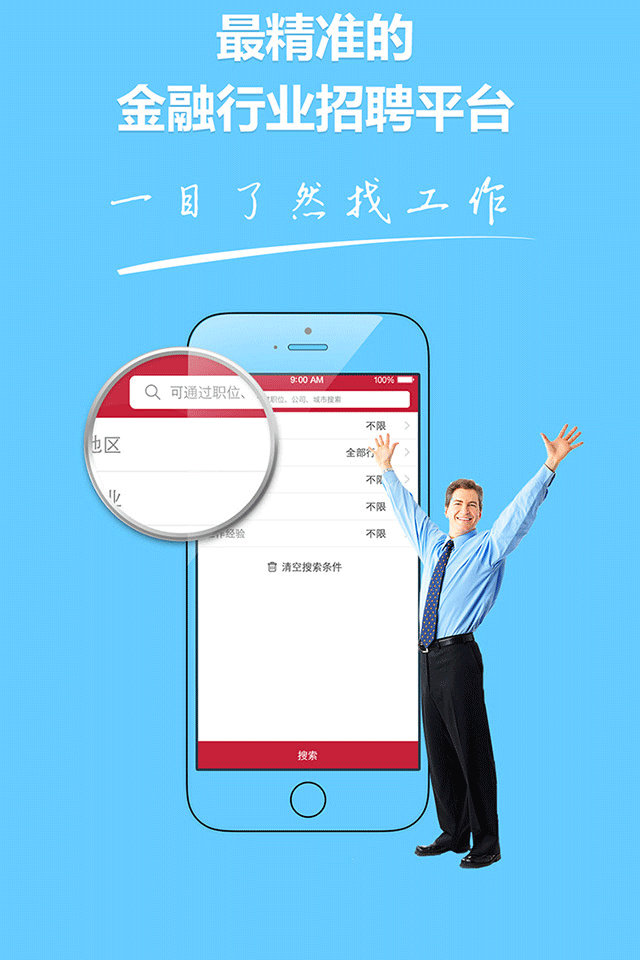 最精准的
金融行业招聘平台
一目了然找工作
9:00 AM 100%
可通过职位、
职位、公司、城市搜索
地区 不限
业 全部行
不限
不限
工作经验 不限
清空搜索条件
搜索